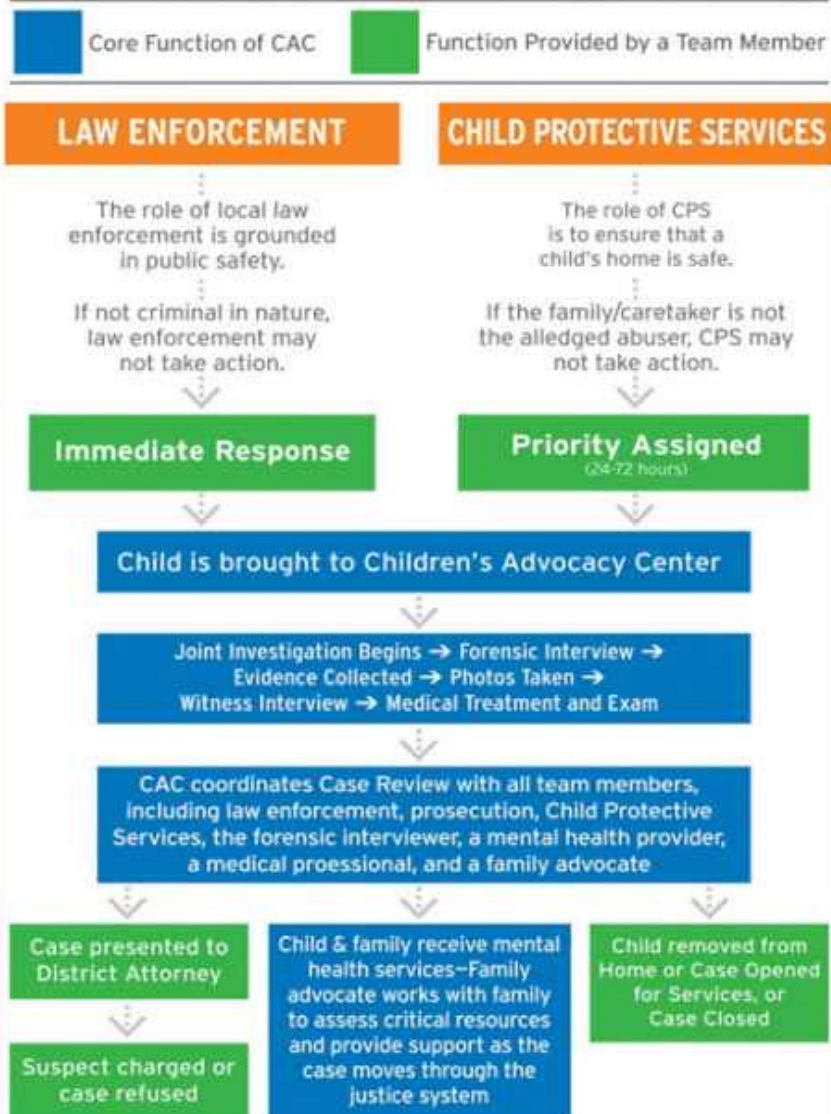 Core Function of CAC
Function Provided by a Team Member
LAW ENFORCEMENT
CHILD PROTECTIVE SERVICES
The role of local law
enforcement is grounded
in public safety.
The role of CPS
is to ensure that a
child's home is safe.
If not criminal in nature,
law enforcement may
not take action.
If the family/caretaker is not
the alledged abuser, CPS may
not take action.
Immediate Response
Priority Assigned
(24-72 hours)
Child is brought to Children's Advocacy Center
Joint Investigation Begins → Forensic Interview →
Evidence Collected → Photos Taken →
Witness Interview → Medical Treatment and Exam
CAC coordinates Case Review with all team members,
including law enforcement, prosecution, Child Protective
Services, the forensic interviewer, a mental health provider,
a medical proessional, and a family advocate
Case presented to
District Attorney
Suspect charged or
case refused
Child & family receive mental
health services—Family
advocate works with family
to assess critical resources
and provide support as the
case moves through the
justice system
Child removed from
Home or Case Opened
for Services, or
Case Closed